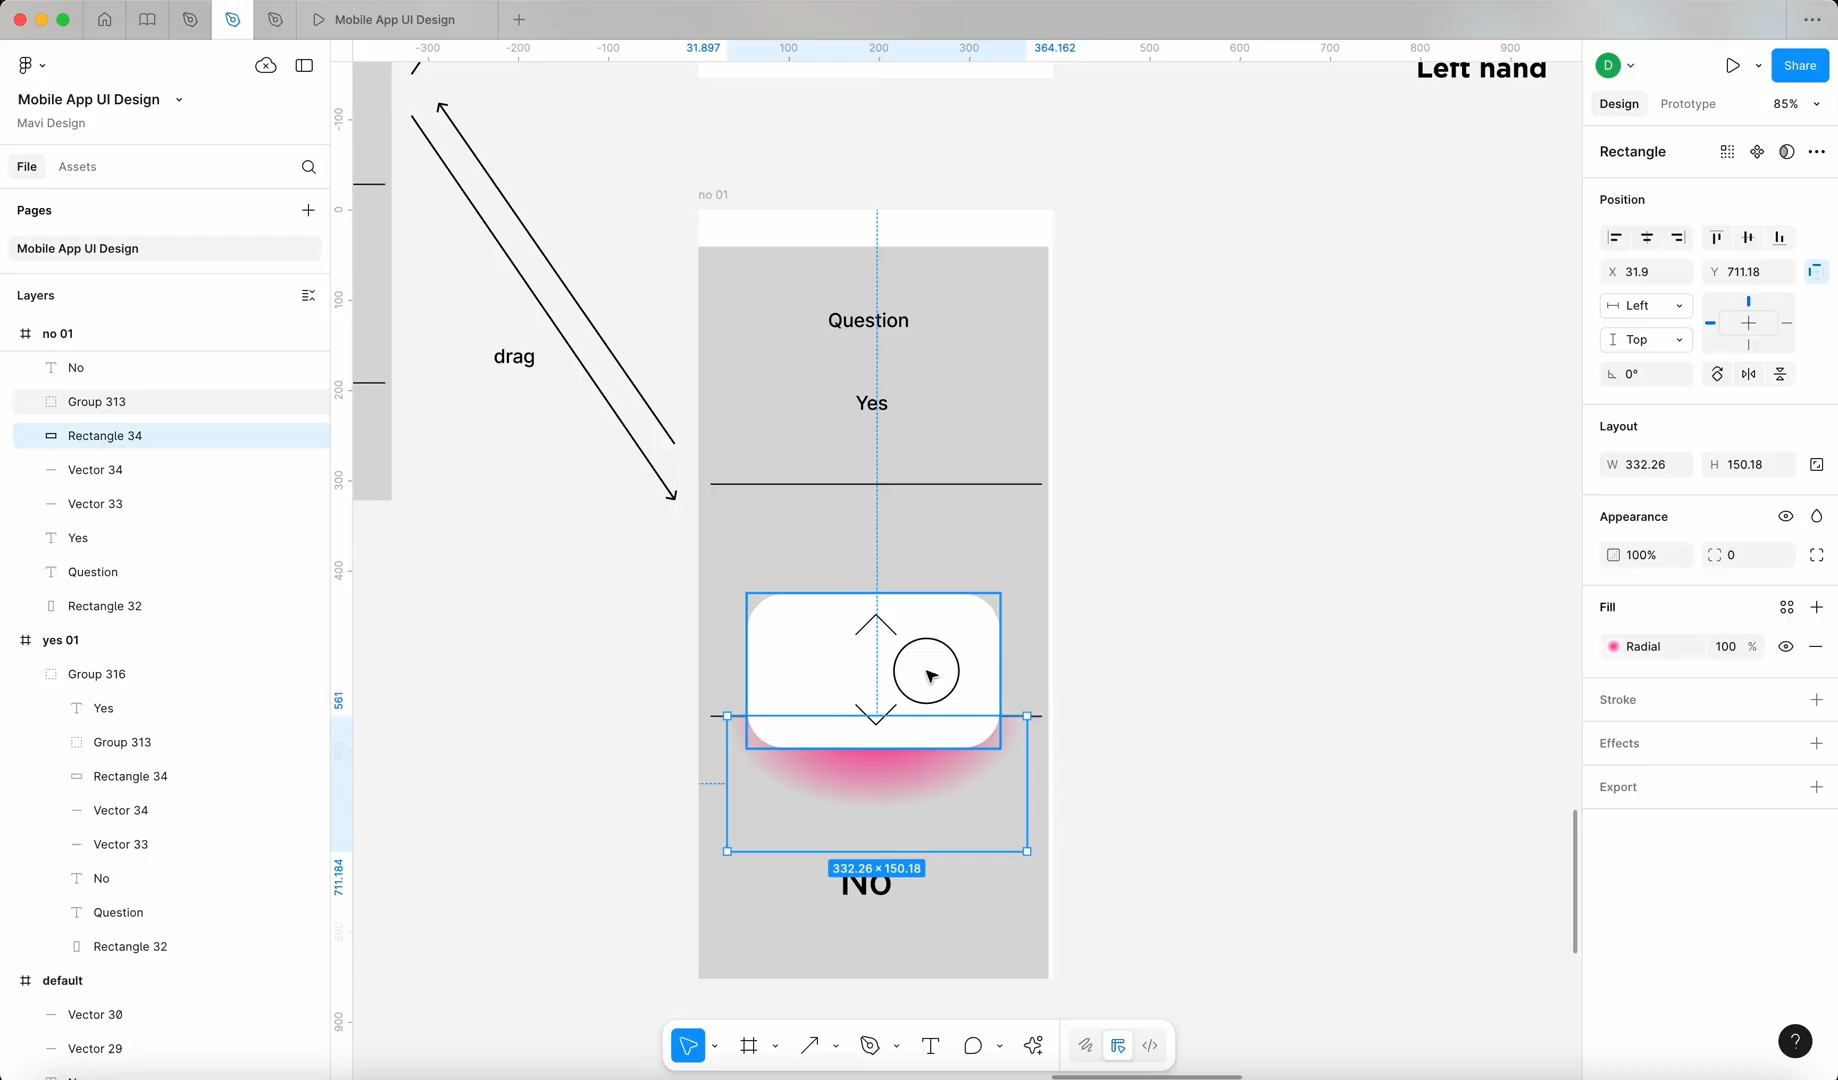 Mobile App UI Design
-300
-200
-100
31.897
100
200
300
364.162
500
600
700
800
900
D
Share
Mobile App UI Design
Mavi Design
Design
Prototype
85%
File
Assets
Pages
Mobile App UI Design
Layers
no 01
No
Group 313
Rectangle 34
Vector 34
Vector 33
Yes
Question
Rectangle 32
yes 01
Group 316
Yes
Group 313
Rectangle 34
Vector 34
Vector 33
No
Question
Rectangle 32
default
Vector 30
Vector 29
-100
0
100
200
300
400
561
711.184
800
900
Left hand
drag
no 01
Question
Yes
332.26 × 150.18
No
Rectangle
Position
X 31.9
Y 711.18
Left
Top
0°
Layout
W 332.26
H 150.18
Appearance
100%
0
Fill
Radial 100 %
Stroke
Effects
Export
?